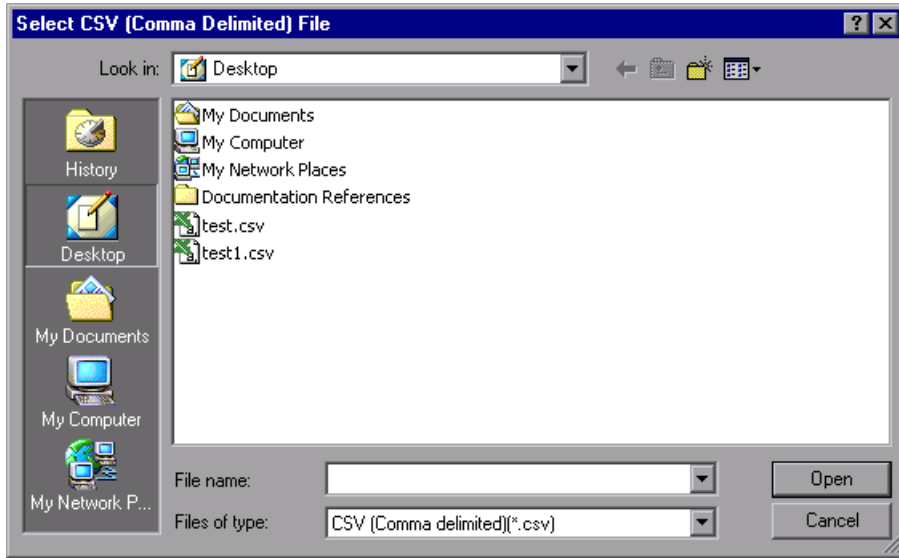 Select CSV (Comma Delimited) File
Look in: Desktop
History
Desktop
My Documents
My Computer
My Network P...
My Documents
My Computer
My Network Places
Documentation References
test.csv
test1.csv
File name:
Open
Files of type: CSV (Comma delimited)(*.csv)
Cancel